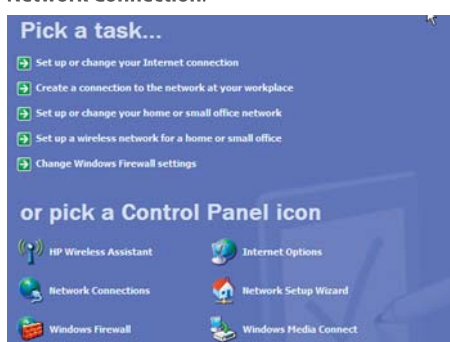 Network Connection.
Pick a task...
Set up or change your Internet connection
Create a connection to the network at your workplace
Set up or change your home or small office network
Set up a wireless network for a home or small office
Change Windows Firewall settings
or pick a Control Panel icon
HP Wireless Assistant
Internet Options
Network Connections
Network Setup Wizard
Windows Firewall
Windows Media Connect